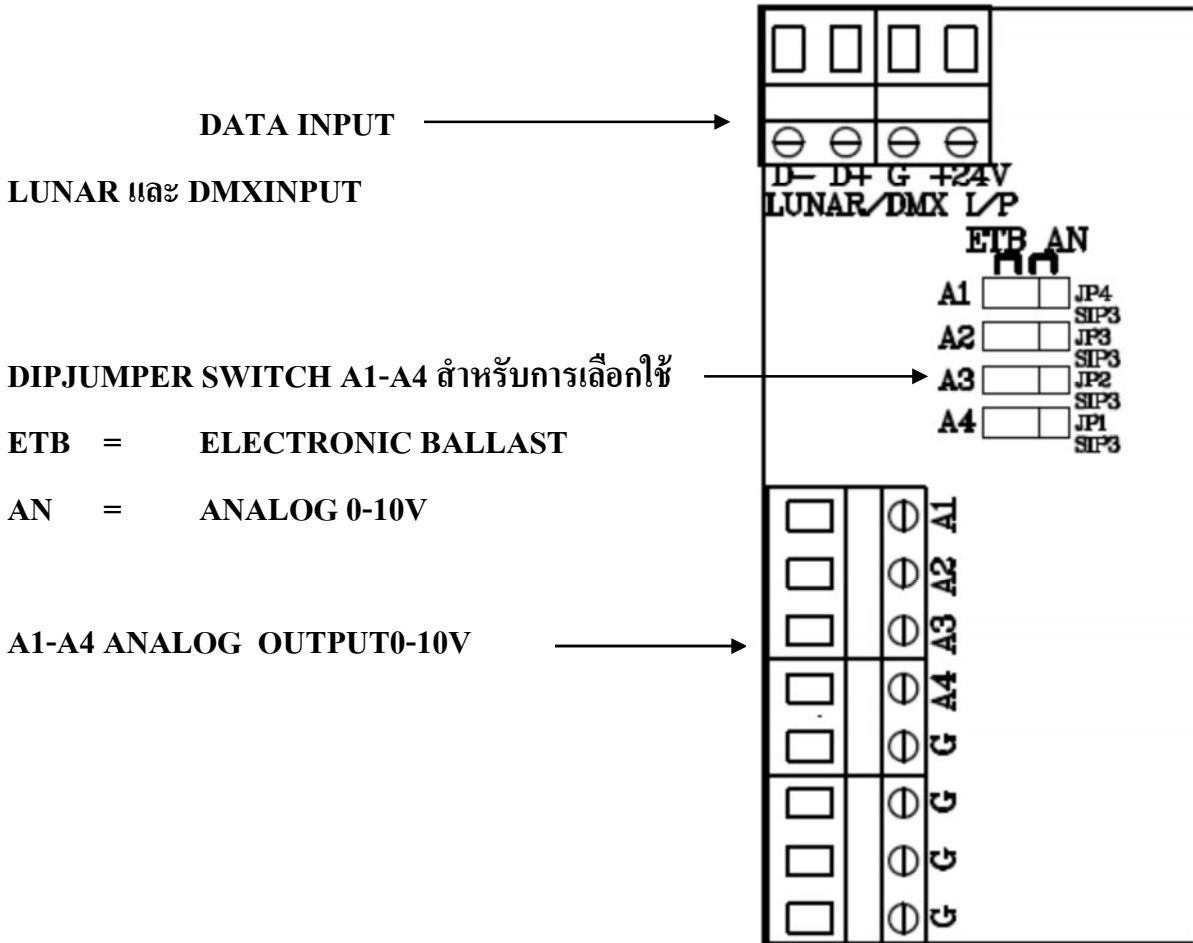 DATA INPUT
LUNAR และ DMXINPUT
D- D+ G +24V
LUNAR/DMX I/P
ETB AN
A1 JP4
SIP3
A2 JP3
SIP3
DIPJUMPER SWITCH A1-A4 สำหรับการเลือกใช้
A3 JP2
SIP3
A4 JP1
SIP3
ETB = ELECTRONIC BALLAST
AN = ANALOG 0-10V
A1-A4 ANALOG OUTPUT0-10V
A1
A2
A3
A4
G
G
G
G